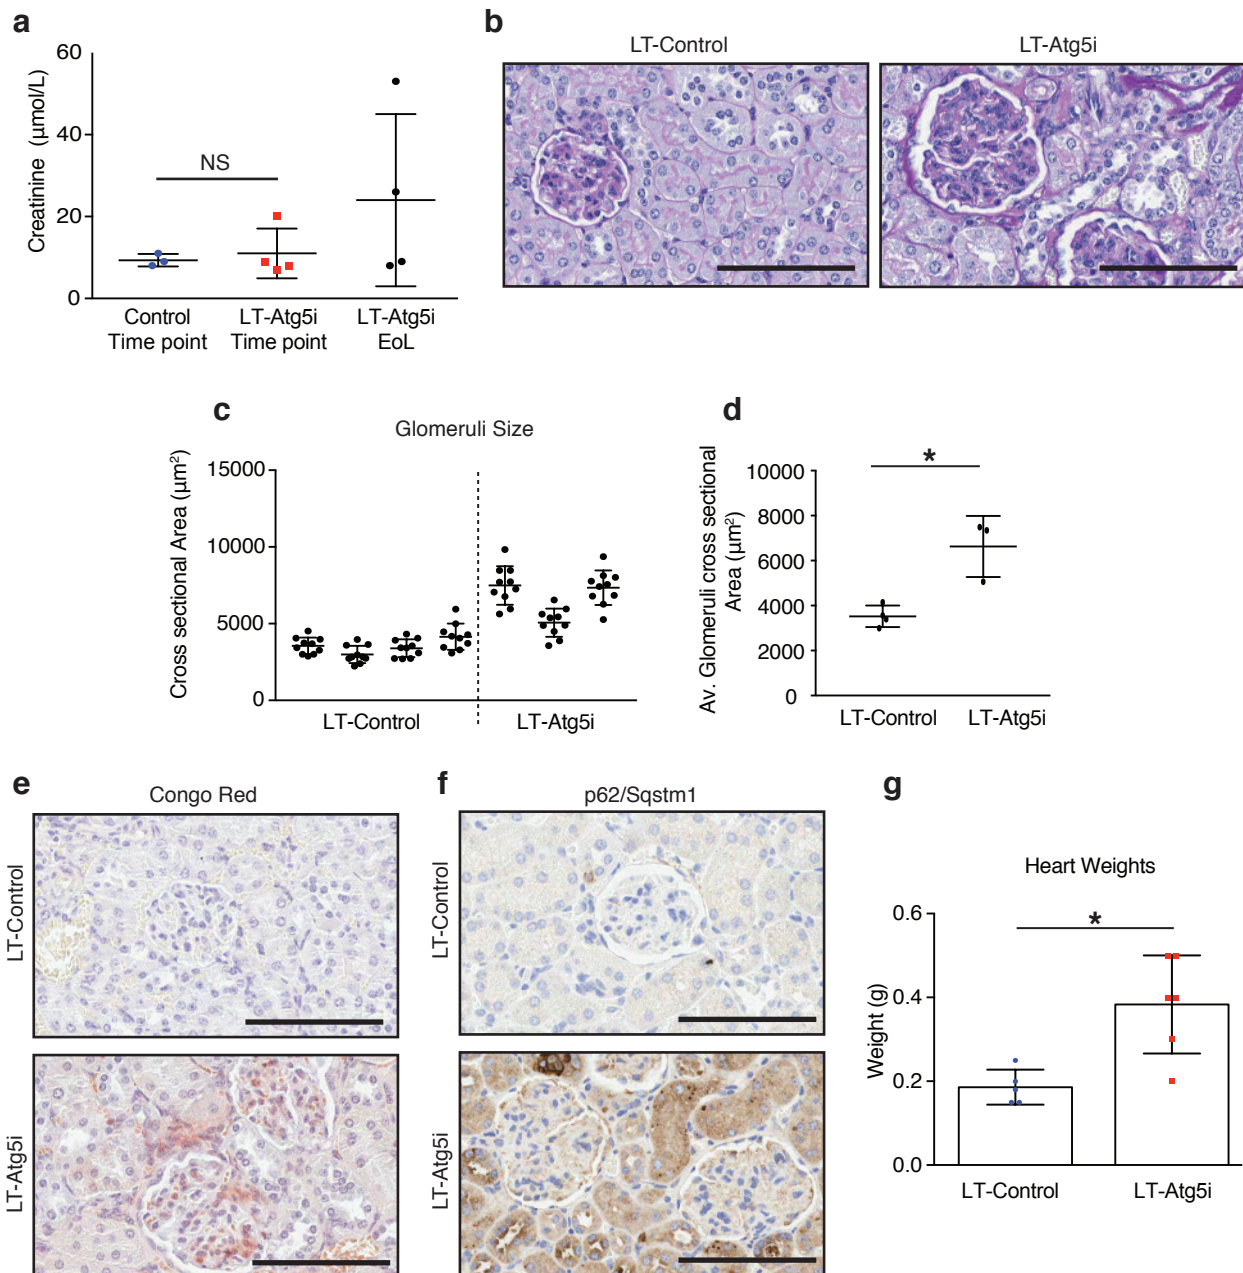 a
Creatinine (µmol/L)
60
40
20
0
NS
Control
Time point
LT-Atg5i
Time point
LT-Atg5i
EoL
b
LT-Control
LT-Atg5i
c
Glomeruli Size
Cross sectional Area (µm²)
15000
10000
5000
0
LT-Control
LT-Atg5i
d
Av. Glomeruli cross sectional
Area (µm²)
10000
8000
6000
4000
2000
0
*
LT-Control
LT-Atg5i
e
Congo Red
LT-Control
LT-Atg5i
f
p62/Sqstm1
LT-Control
LT-Atg5i
g
Heart Weights
Weight (g)
0.6
0.4
0.2
0.0
*
LT-Control
LT-Atg5i